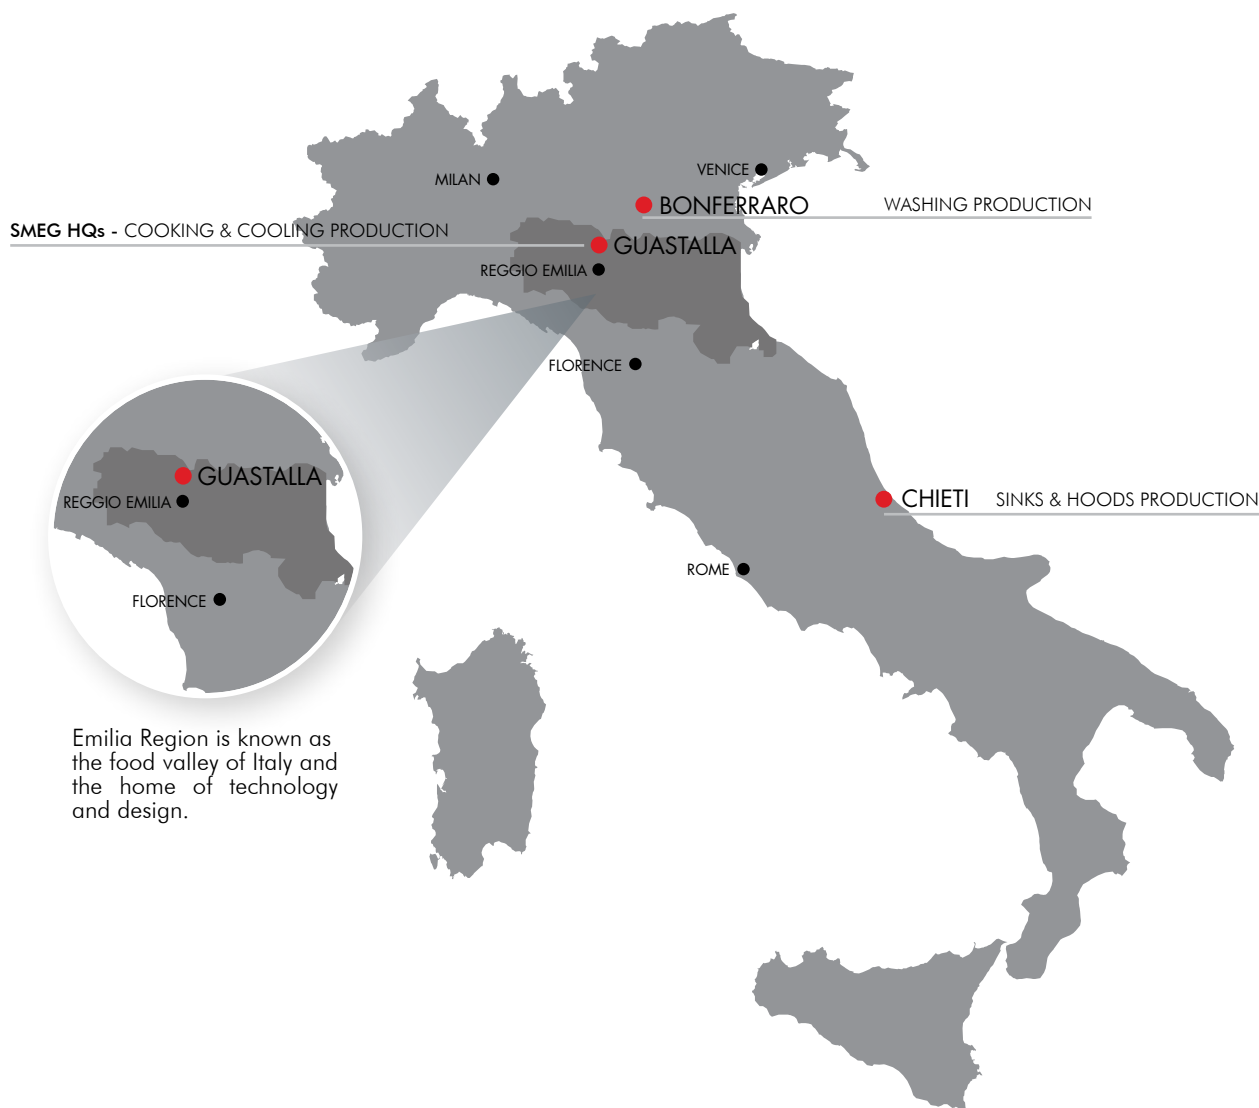 VENICE
MILAN
BONFERRARO
WASHING PRODUCTION
SMEG HQs - COOKING & COOLING PRODUCTION
GUASTALLA
REGGIO EMILIA
FLORENCE
GUASTALLA
REGGIO EMILIA
FLORENCE
CHIETI
SINKS & HOODS PRODUCTION
ROME
Emilia Region is known as
the food valley of Italy and
the home of technology
and design.